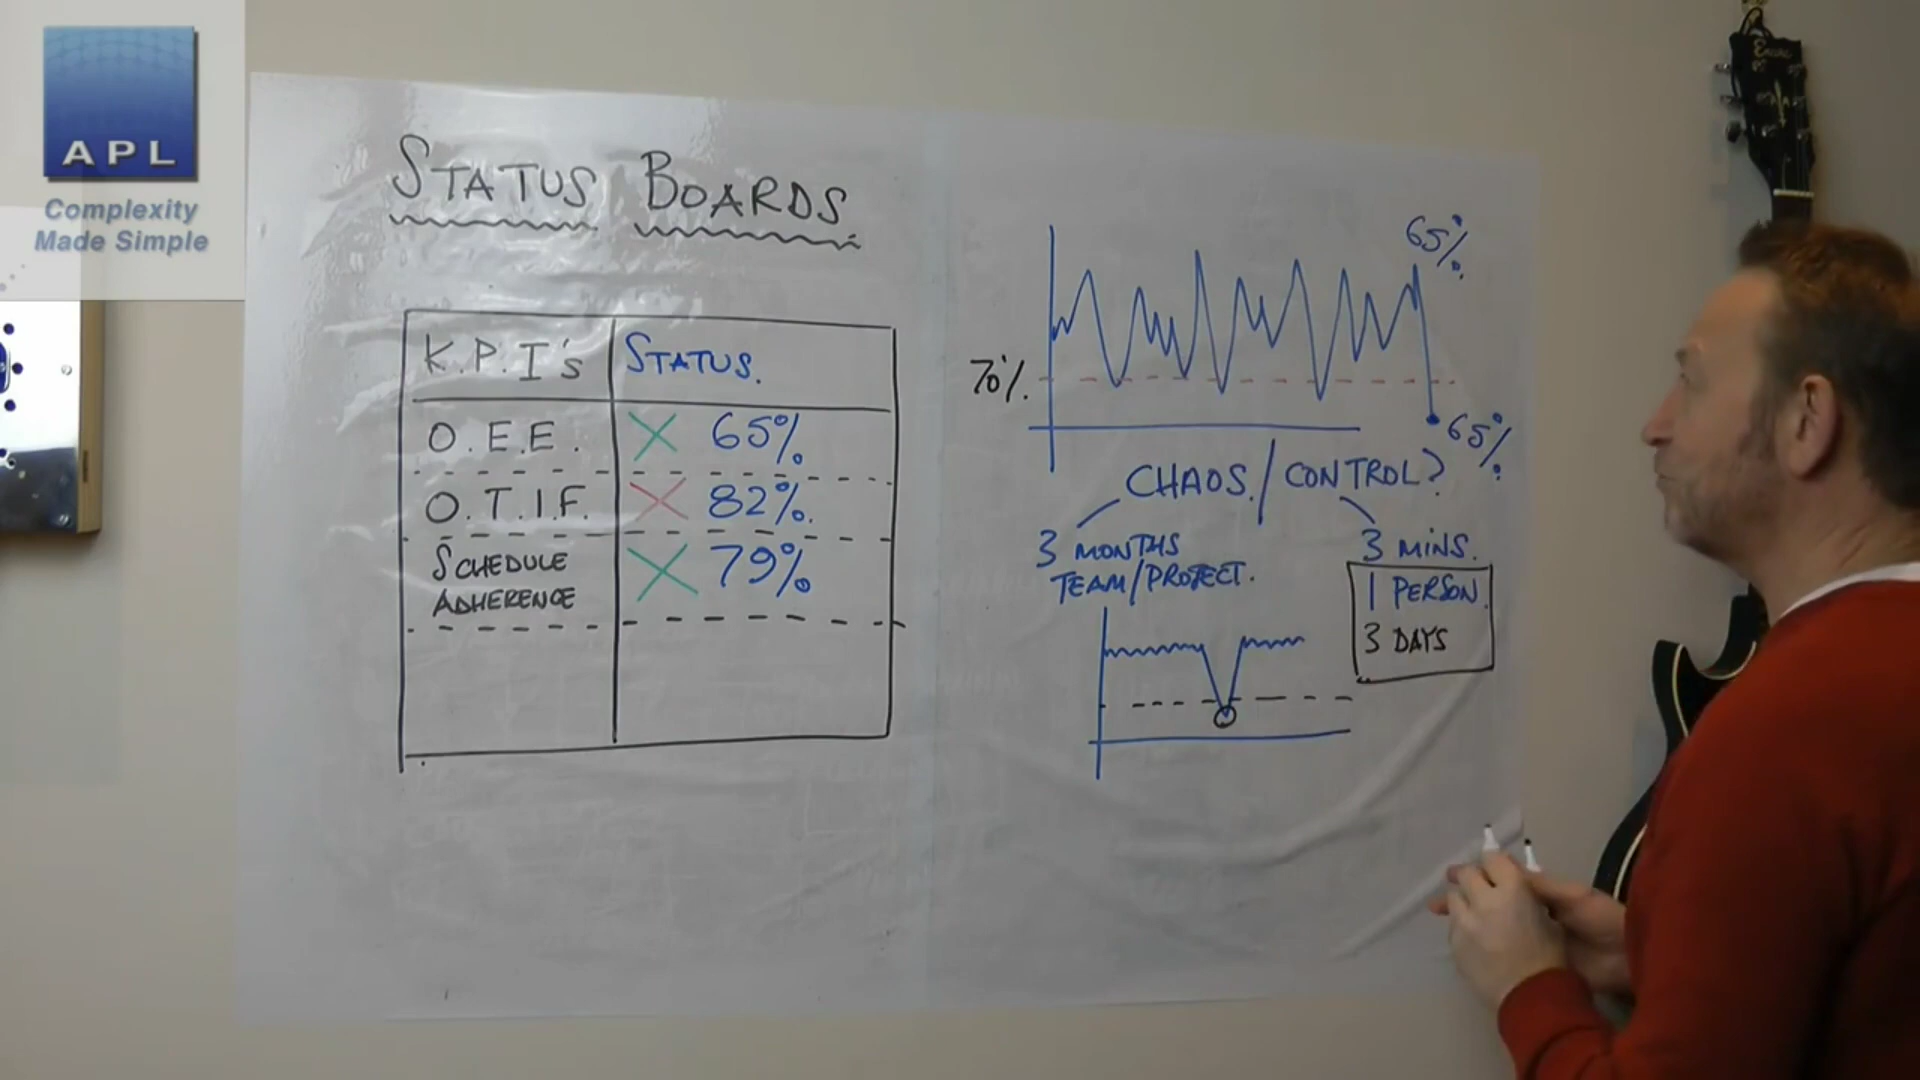 APL
Complexity
Made Simple
STATUS BOARDS
K.P.I's STATUS.
O.E.E. X 65%
O.T.I.F. X 82%.
SCHEDULE
ADHERENCE X 79%
65%
70%.
65%
CHAOS./CONTROL?
3 MONTHS
TEAM/PROJECT.
3 MINS.
1 PERSON.
3 DAYS